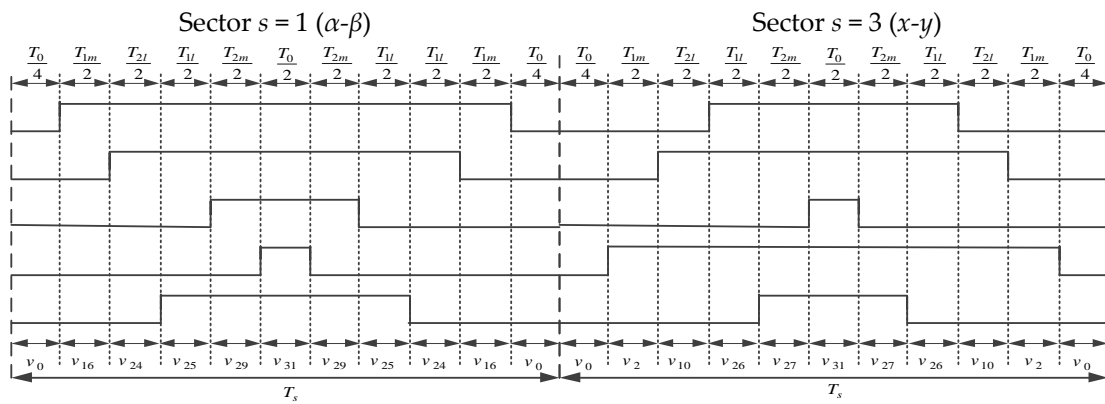 Sector s = 1 (α-β) Sector s = 3 (x-y)
T0 T1m T2l T1l T2m T0 T2m T1l T1l T1m T0 T0 T1m T2l T1l T2m T0 T2m T1l T2l T1m T0
4 2 2 2 2 2 2 2 2 2 4 4 2 2 2 2 2 2 2 2 2 4
v0 v16 v24 v25 v29 v31 v29 v25 v24 v16 v0 v0 v2 v10 v26 v27 v31 v27 v26 v10 v2 v0
Ts Ts